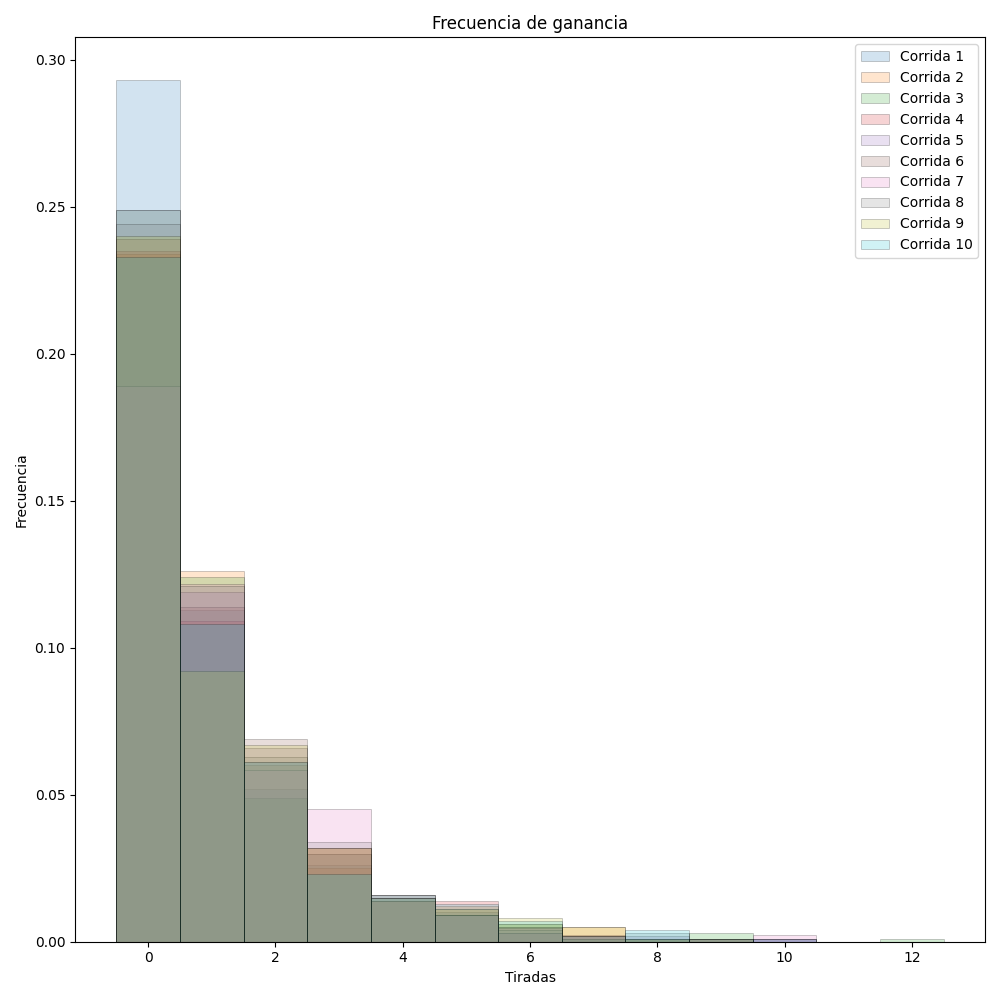 Frecuencia de ganancia
0.30
0.25
0.20
0.15
0.10
0.05
0.00
Frecuencia
0 2 4 6 8 10 12
Tiradas
Corrida 1
Corrida 2
Corrida 3
Corrida 4
Corrida 5
Corrida 6
Corrida 7
Corrida 8
Corrida 9
Corrida 10